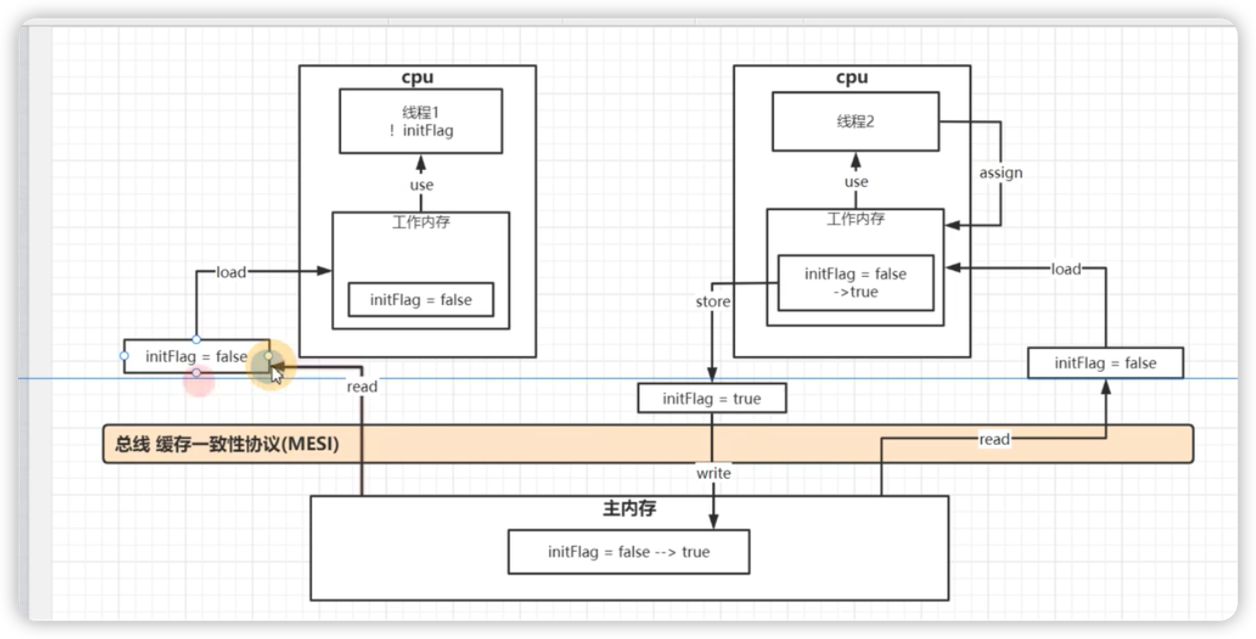 cpu
线程1
！initFlag
use
工作内存
initFlag = false
load
initFlag = false
read
cpu
线程2
assign
use
工作内存
initFlag = false
->true
store
load
initFlag = true
initFlag = false
总线 缓存一致性协议(MESI)
read
write
主内存
initFlag = false --> true